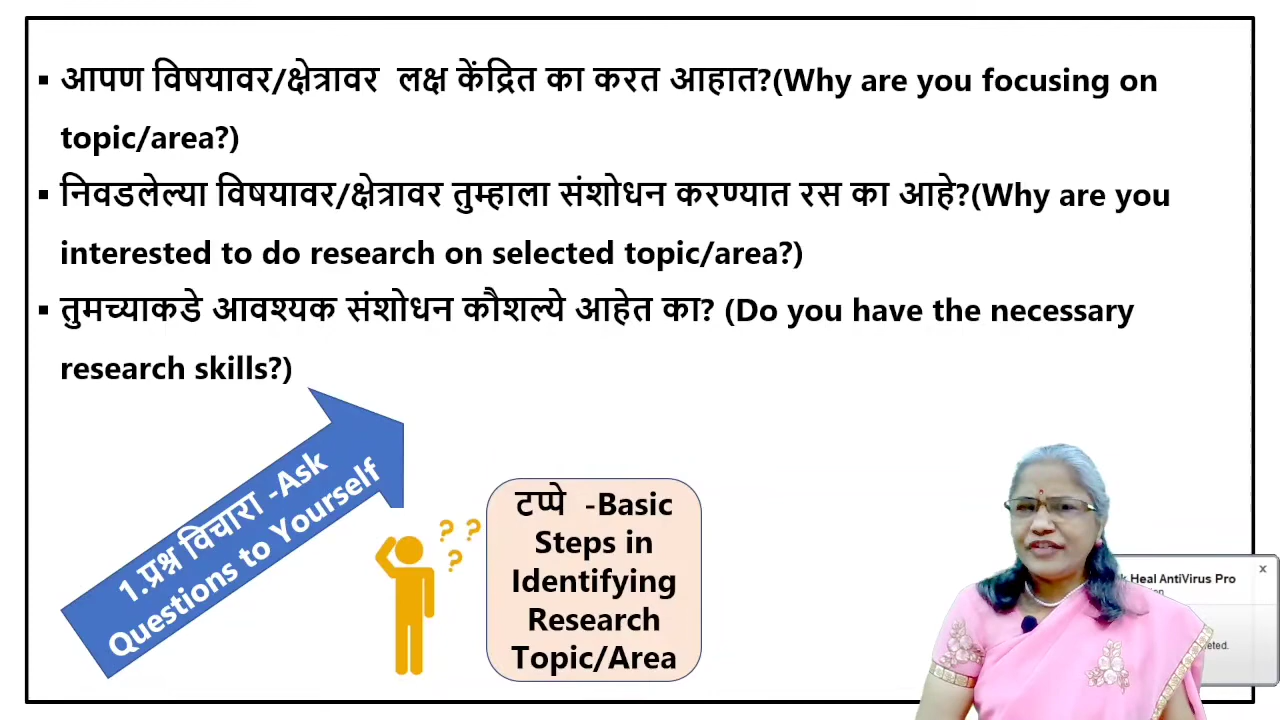 ▪ आपण विषयावर/क्षेत्रावर लक्ष केंद्रित का करत आहात?(Why are you focusing on
topic/area?)
▪ निवडलेल्या विषयावर/क्षेत्रावर तुम्हाला संशोधन करण्यात रस का आहे?(Why are you
interested to do research on selected topic/area?)
▪ तुमच्याकडे आवश्यक संशोधन कौशल्ये आहेत का? (Do you have the necessary
research skills?)
1.प्रश्न विचारा -Ask
Questions to Yourself
? ?
?
टप्पे -Basic
Steps in
Identifying
Research
Topic/Area
Heal AntiVirus Pro
x